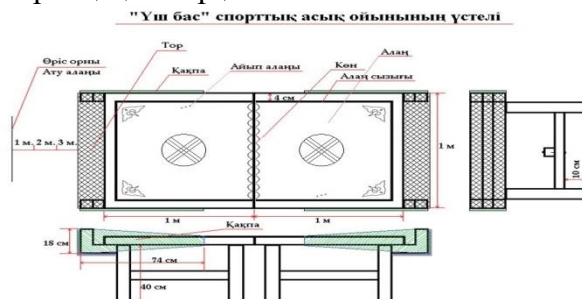 "Үш бас" спорттық асық ойынының үстелі
Тор
Өріс орны
Ату алаңы
Қақпа
Айып алаңы
Көн
Алаң
Алаң сызығы
4 см
1 м. 2 м. 3 м.
1 м
10 см
1 м
1 м
Қақпа
18 см
74 см
40 см